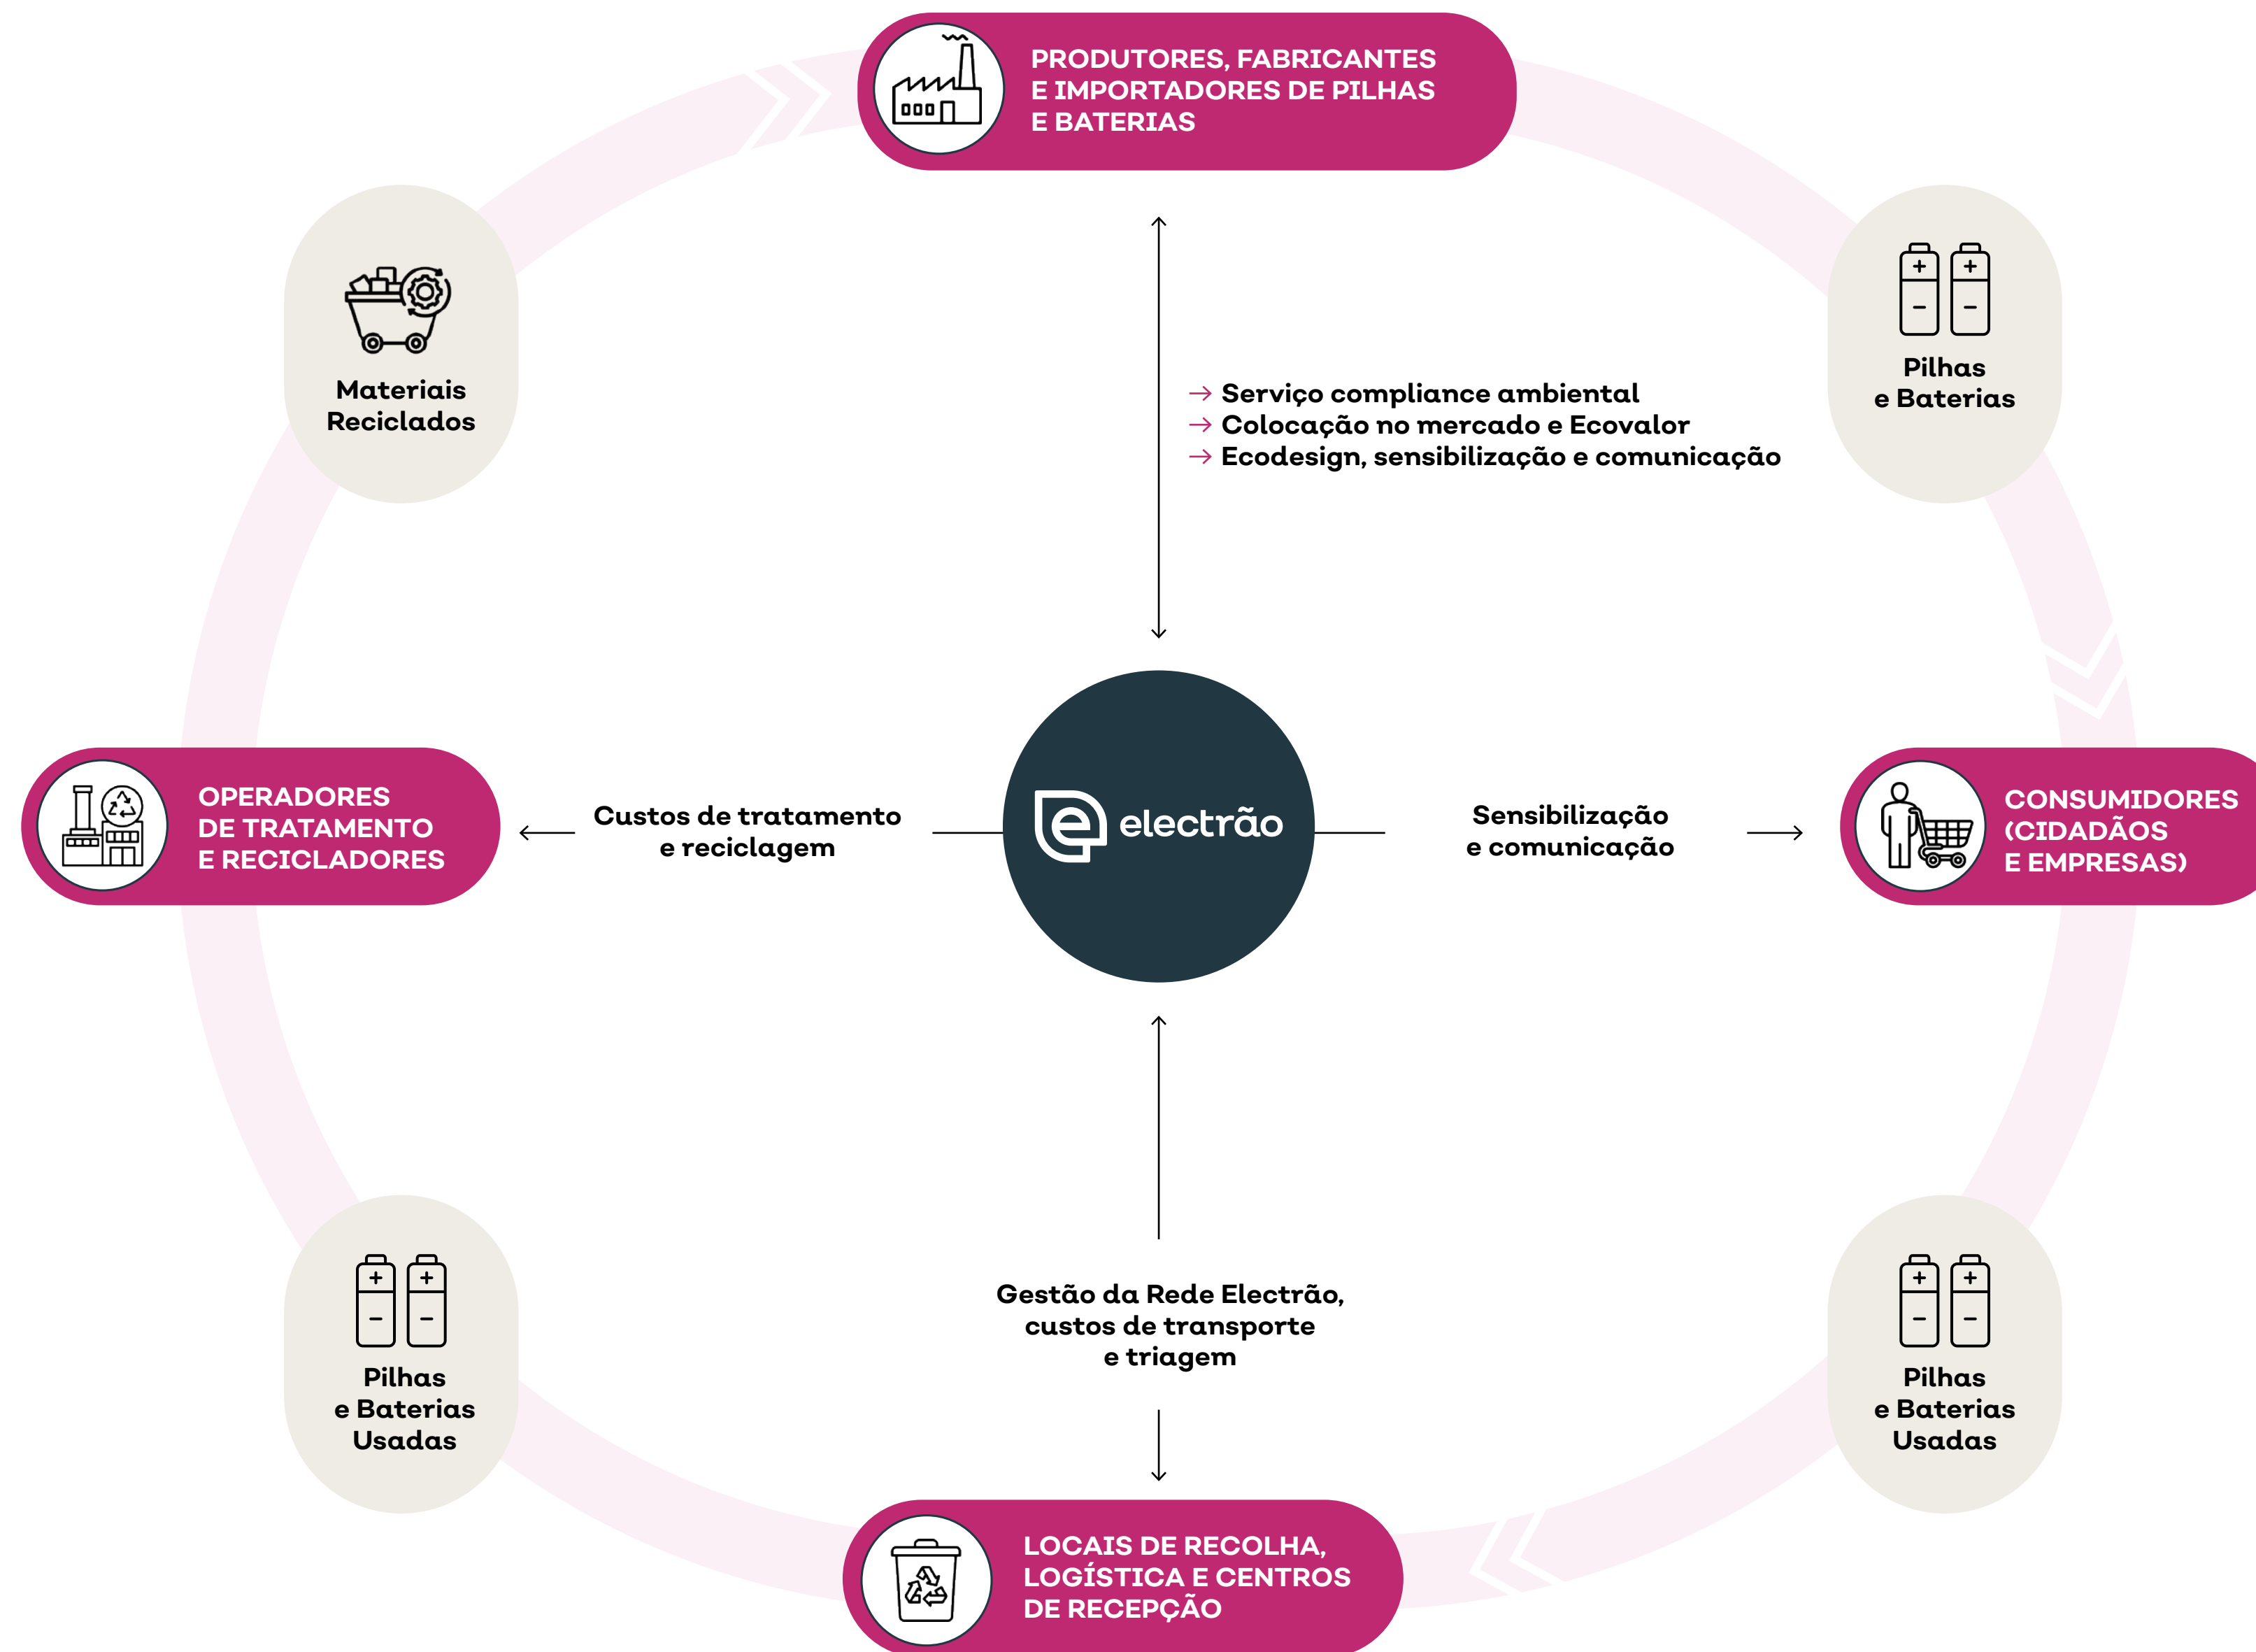 PRODUTORES, FABRICANTES
E IMPORTADORES DE PILHAS
E BATERIAS
Materiais
Reciclados
Pilhas
e Baterias
→ Serviço compliance ambiental
→ Colocação no mercado e Ecovalor
→ Ecodesign, sensibilização e comunicação
OPERADORES
DE TRATAMENTO
E RECICLADORES
Custos de tratamento
e reciclagem
electrão
Sensibilização
e comunicação
CONSUMIDORES
(CIDADÃOS
E EMPRESAS)
Gestão da Rede Electrão,
custos de transporte
e triagem
Pilhas
e Baterias
Usadas
Pilhas
e Baterias
Usadas
LOCAIS DE RECOLHA,
LOGÍSTICA E CENTROS
DE RECEPÇÃO